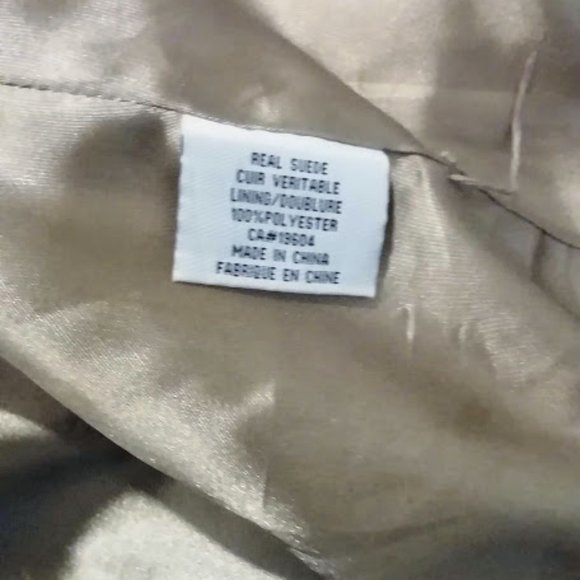 REAL SUEDE
CUIR VERITABLE
LINING/DOUBLURE
100%POLYESTER
CA#19604
MADE IN CHINA
FABRIQUE EN CHINE